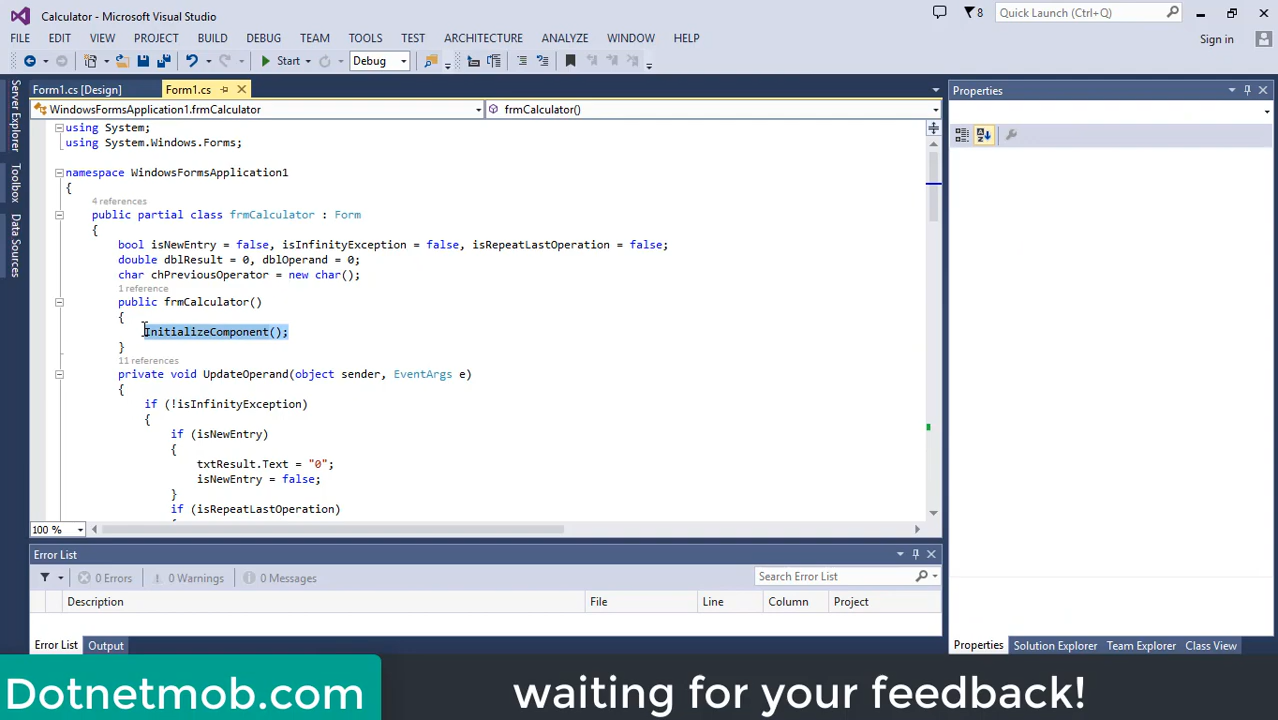 Calculator - Microsoft Visual Studio
8
Quick Launch (Ctrl+Q)
FILE EDIT VIEW PROJECT BUILD DEBUG TEAM TOOLS TEST ARCHITECTURE ANALYZE WINDOW HELP
Sign in
Start Debug
Server Explorer
Toolbox
Data Sources
Form1.cs [Design] Form1.cs
WindowsFormsApplication1.frmCalculator frmCalculator()
using System;
using System.Windows.Forms;
namespace WindowsFormsApplication1
{
4 references
public partial class frmCalculator : Form
{
bool isNewEntry = false, isInfinityException = false, isRepeatLastOperation = false;
double dblResult = 0, dblOperand = 0;
char chPreviousOperator = new char();
1 reference
public frmCalculator()
{
InitializeComponent();
}
11 references
private void UpdateOperand(object sender, EventArgs e)
{
if (!isInfinityException)
{
if (isNewEntry)
{
txtResult.Text = "0";
isNewEntry = false;
}
if (isRepeatLastOperation)
{
100 %
Properties
Error List
0 Errors 0 Warnings 0 Messages
Search Error List
Description File Line Column Project
Error List Output
Properties Solution Explorer Team Explorer Class View
Dotnetmob.com
waiting for your feedback!